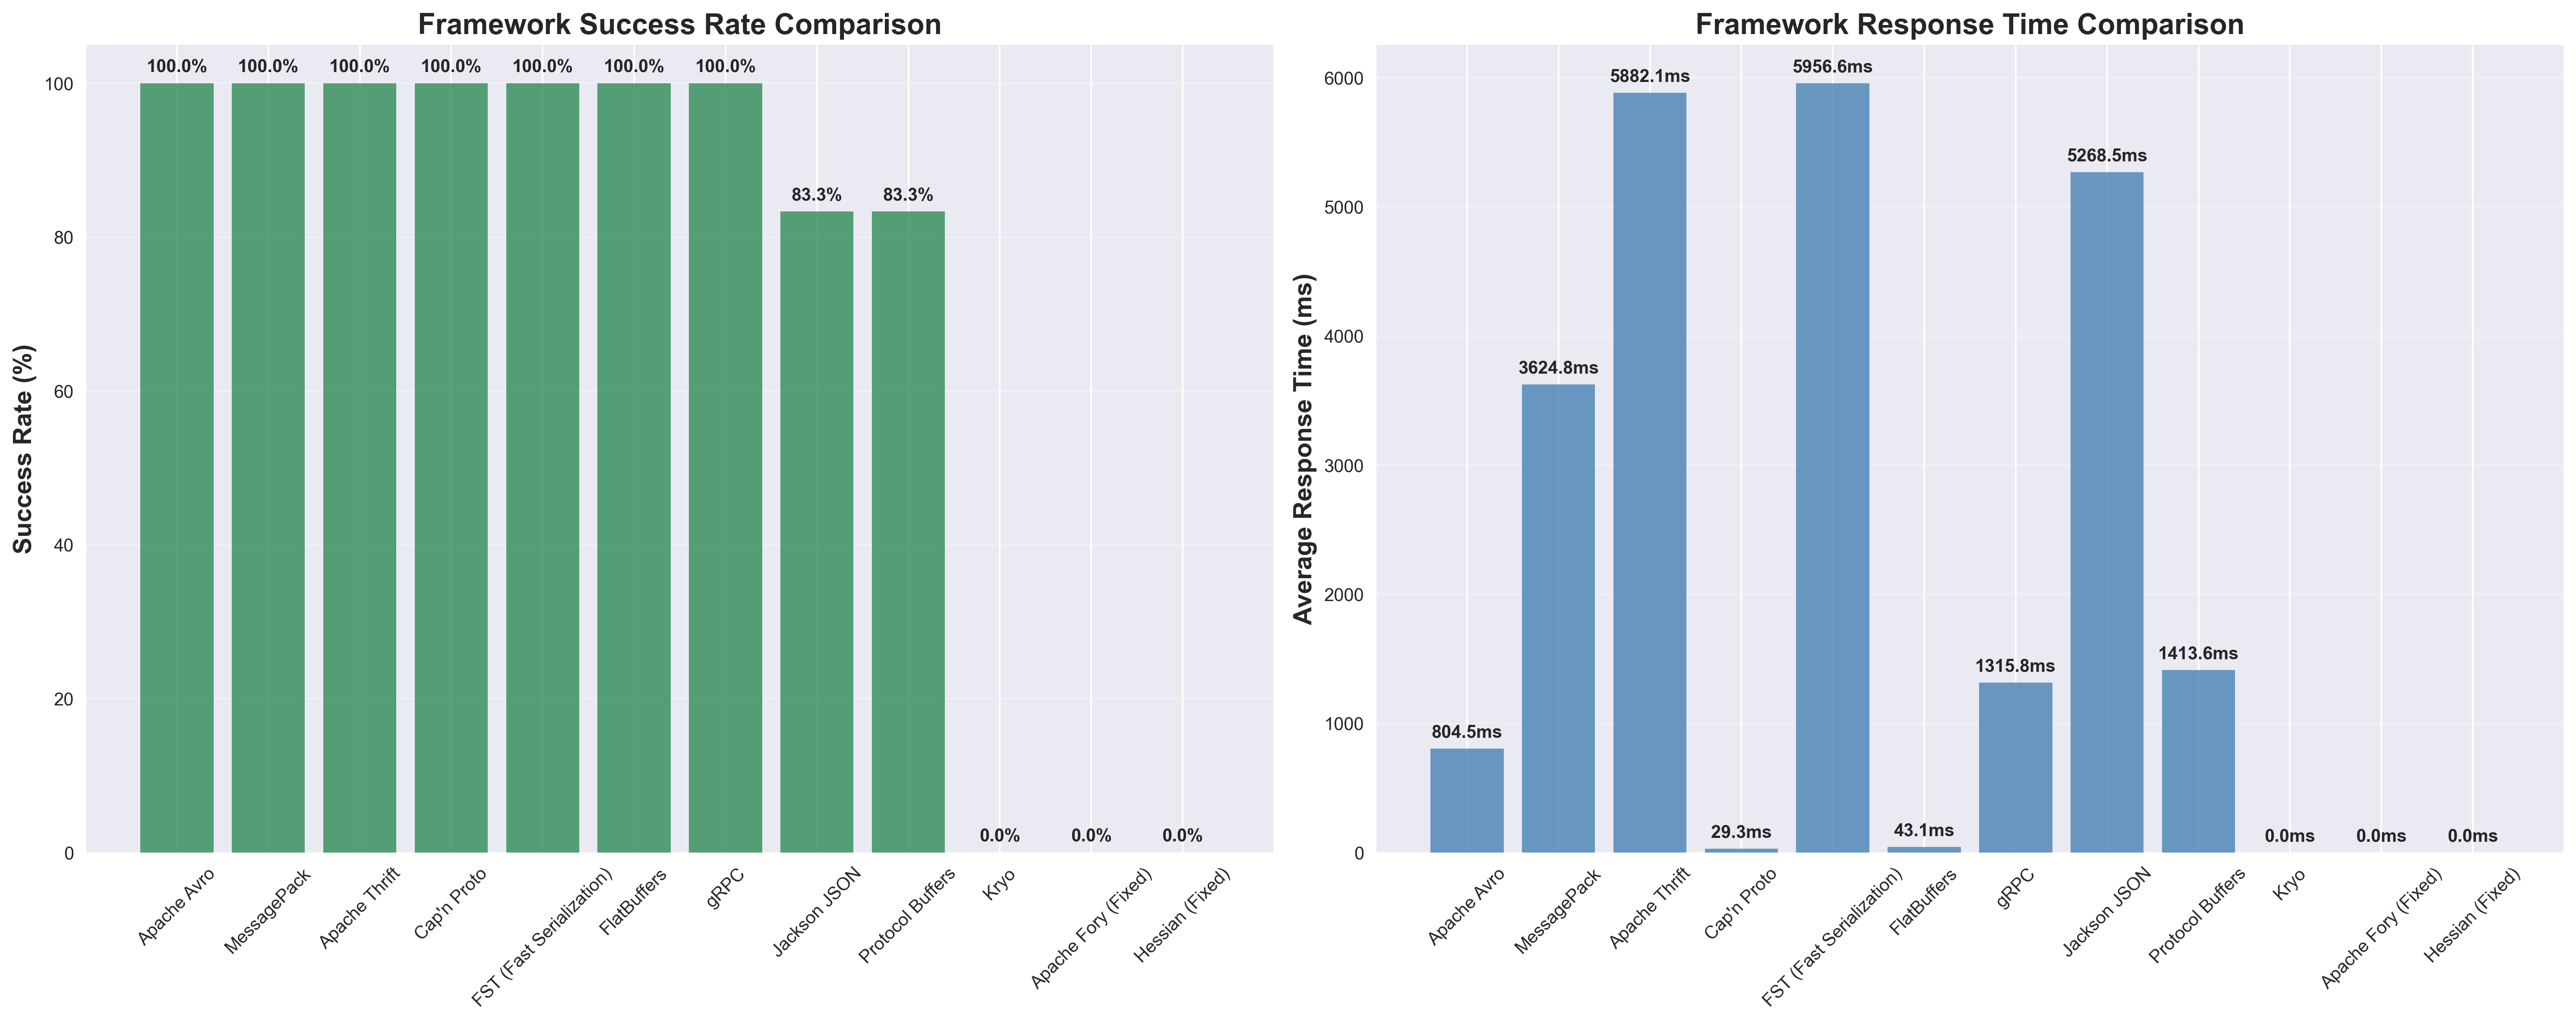 Framework Success Rate Comparison
Success Rate (%)
100
80
60
40
20
0
100.0%
100.0%
100.0%
100.0%
100.0%
100.0%
100.0%
83.3%
83.3%
0.0%
0.0%
0.0%
Apache Avro
MessagePack
Apache Thrift
Cap'n Proto
FST (Fast Serialization)
FlatBuffers
gRPC
Jackson JSON
Protocol Buffers
Kryo
Apache Fory (Fixed)
Hessian (Fixed)
Framework Response Time Comparison
Average Response Time (ms)
6000
5000
4000
3000
2000
1000
0
804.5ms
3624.8ms
5882.1ms
29.3ms
5956.6ms
43.1ms
1315.8ms
5268.5ms
1413.6ms
0.0ms
0.0ms
0.0ms
Apache Avro
MessagePack
Apache Thrift
Cap'n Proto
FST (Fast Serialization)
FlatBuffers
gRPC
Jackson JSON
Protocol Buffers
Kryo
Apache Fory (Fixed)
Hessian (Fixed)